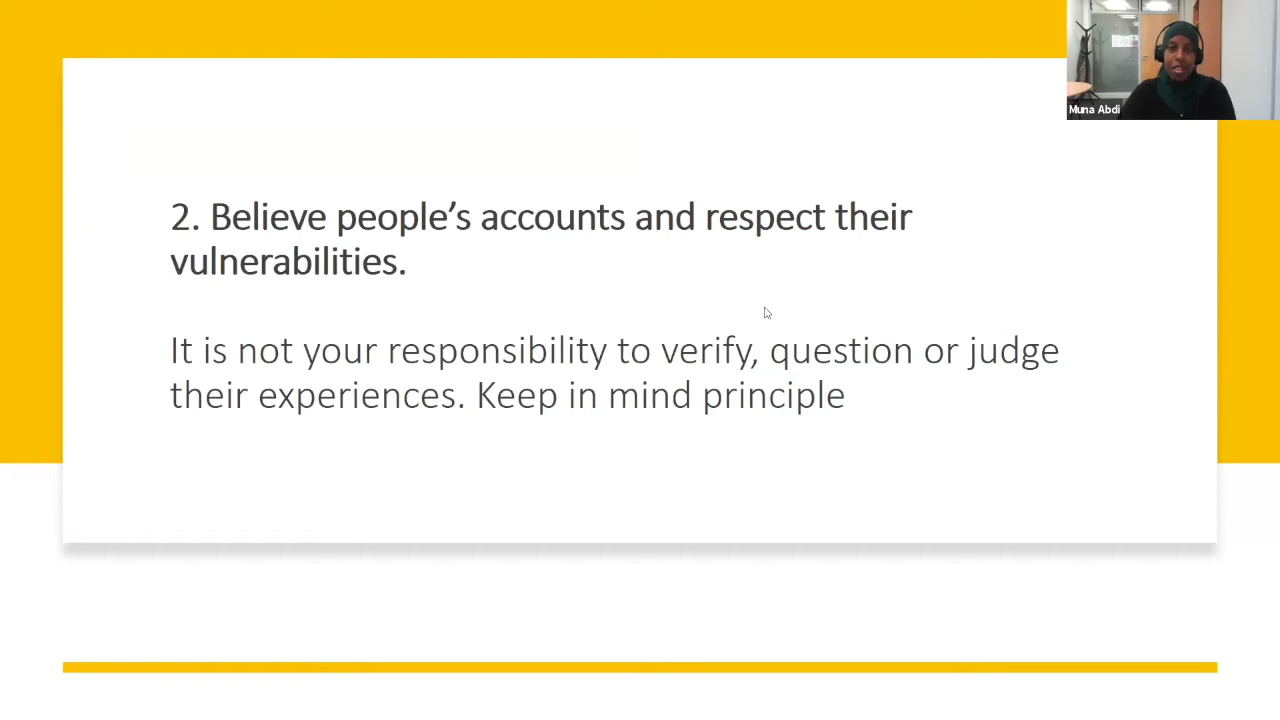 Muna Abdi
2. Believe people’s accounts and respect their
vulnerabilities.
It is not your responsibility to verify, question or judge
their experiences. Keep in mind principle